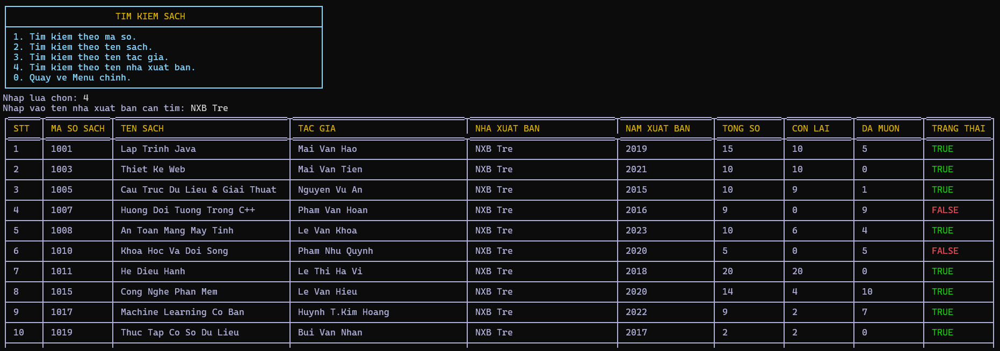 TIM KIEM SACH
1. Tim kiem theo ma so.
2. Tim kiem theo ten sach.
3. Tim kiem theo ten tac gia.
4. Tim kiem theo ten nha xuat ban.
0. Quay ve Menu chinh.
Nhap lua chon: 4
Nhap vao ten nha xuat ban can tim: NXB Tre
STT MA SO SACH TEN SACH TAC GIA NHA XUAT BAN NAM XUAT BAN TONG SO CON LAI DA MUON TRANG THAI
1 1001 Lap Trinh Java Mai Van Hao NXB Tre 2019 15 10 5 TRUE
2 1003 Thiet Ke Web Mai Van Tien NXB Tre 2021 10 10 0 TRUE
3 1005 Cau Truc Du Lieu & Giai Thuat Nguyen Vu An NXB Tre 2015 10 9 1 TRUE
4 1007 Huong Doi Tuong Trong C++ Pham Van Hoan NXB Tre 2016 9 0 9 FALSE
5 1008 An Toan Mang May Tinh Le Van Khoa NXB Tre 2023 10 6 4 TRUE
6 1010 Khoa Hoc Va Doi Song Pham Nhu Quynh NXB Tre 2020 5 0 5 FALSE
7 1011 He Dieu Hanh Le Thi Ha Vi NXB Tre 2018 20 20 0 TRUE
8 1015 Cong Nghe Phan Mem Le Van Hieu NXB Tre 2020 14 4 10 TRUE
9 1017 Machine Learning Co Ban Huynh T.Kim Hoang NXB Tre 2022 9 2 7 TRUE
10 1019 Thuc Tap Co So Du Lieu Bui Van Nhan NXB Tre 2017 2 2 0 TRUE